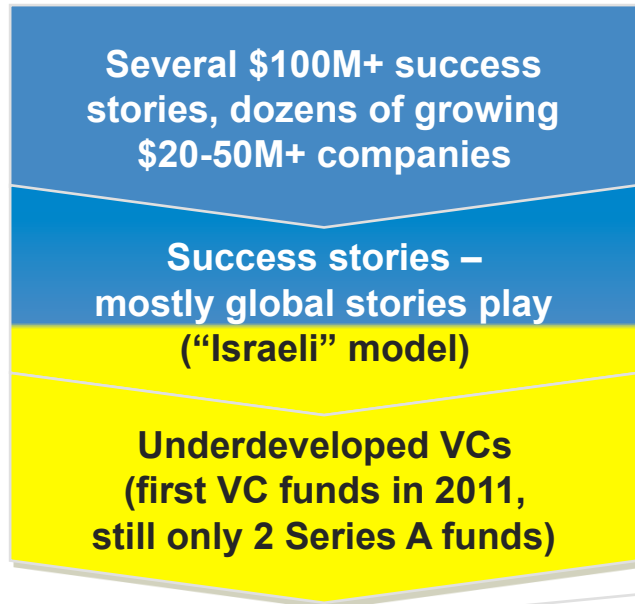 Several $100M+ success
stories, dozens of growing
$20-50M+ companies
Success stories –
mostly global stories play
(“Israeli” model)
Underdeveloped VCs
(first VC funds in 2011,
still only 2 Series A funds)